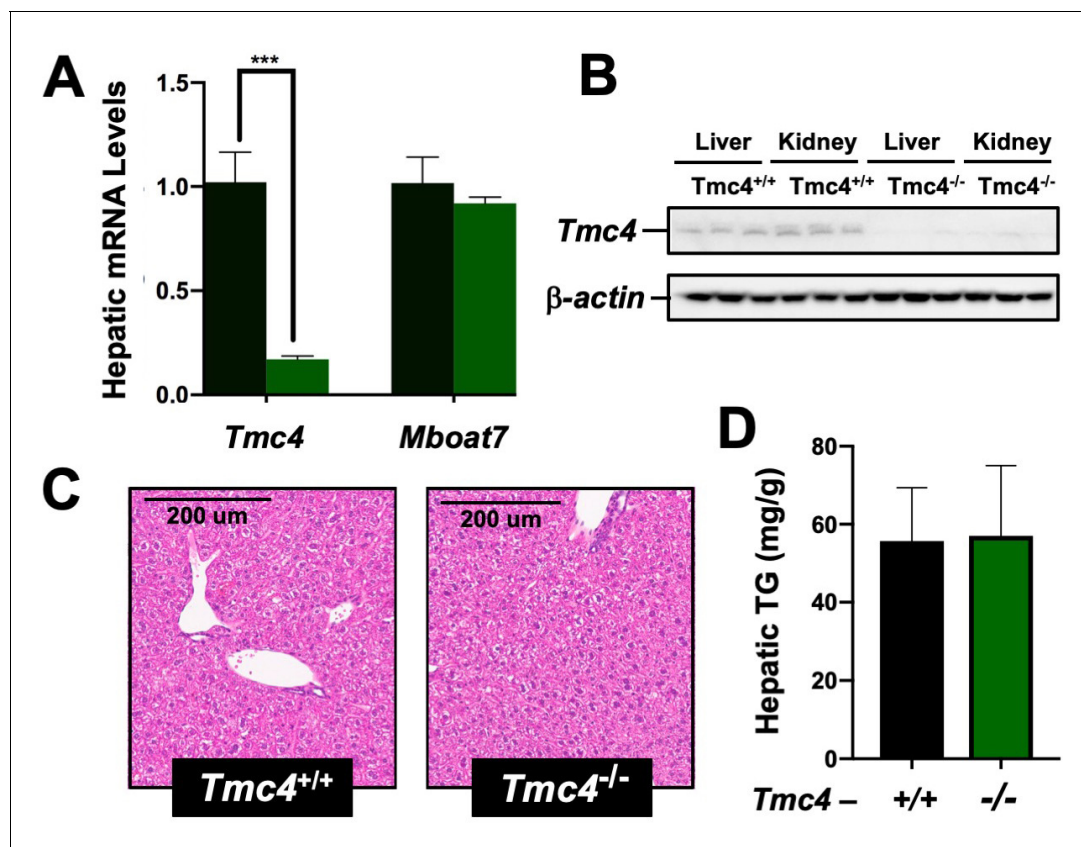 A
***
Hepatic mRNA Levels
1.5
1.0
0.5
0.0
Tmc4 Mboat7
B
Liver Kidney Liver Kidney
Tmc4+/+ Tmc4+/+ Tmc4-/- Tmc4-/-
Tmc4
β-actin
C
200 um 200 um
Tmc4+/+ Tmc4-/-
D
Hepatic TG (mg/g)
80
60
40
20
0
Tmc4 – +/+ -/-